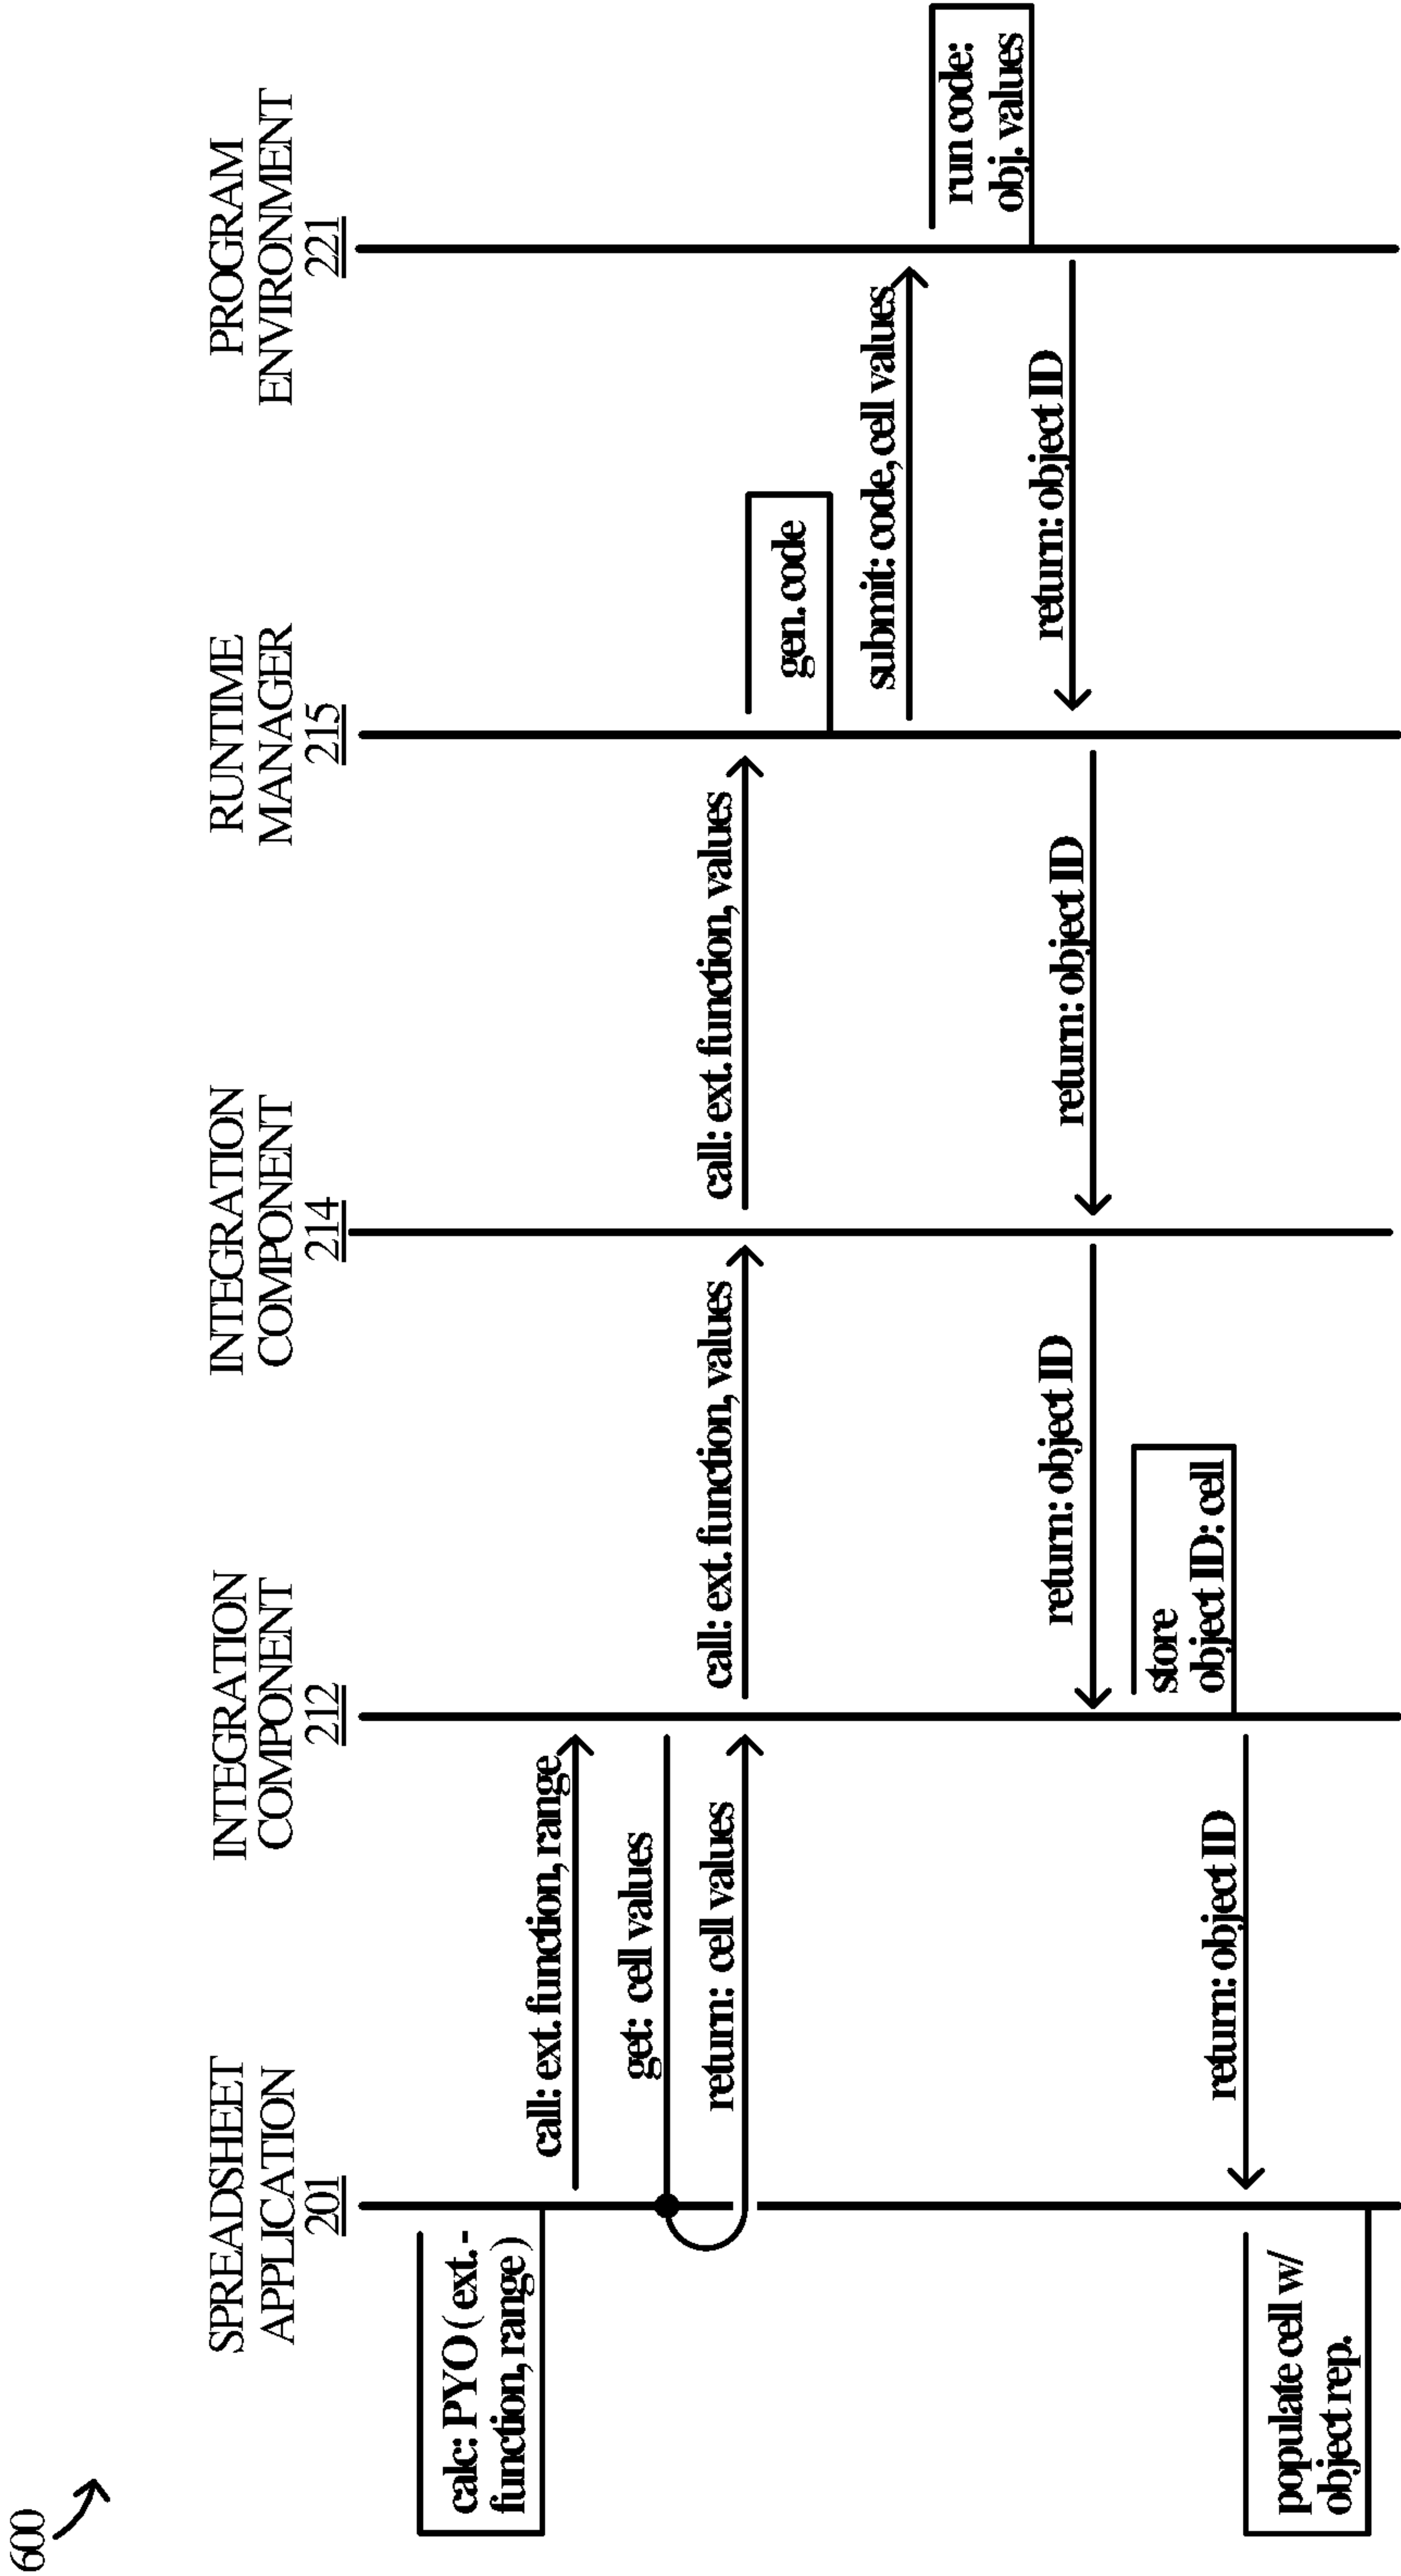 600
SPREADSHEET
APPLICATION
201
INTEGRATION
COMPONENT
212
INTEGRATION
COMPONENT
214
RUNTIME
MANAGER
215
PROGRAM
ENVIRONMENT
221
calc: PYO (ext.-
function, range)
call: ext. function, range
get: cell values
return: cell values
call: ext. function, values
call: ext. function, values
gen. code
submit: code, cell values
run code:
obj. values
return: object ID
return: object ID
return: object ID
store
object ID: cell
return: object ID
populate cell w/
object rep.